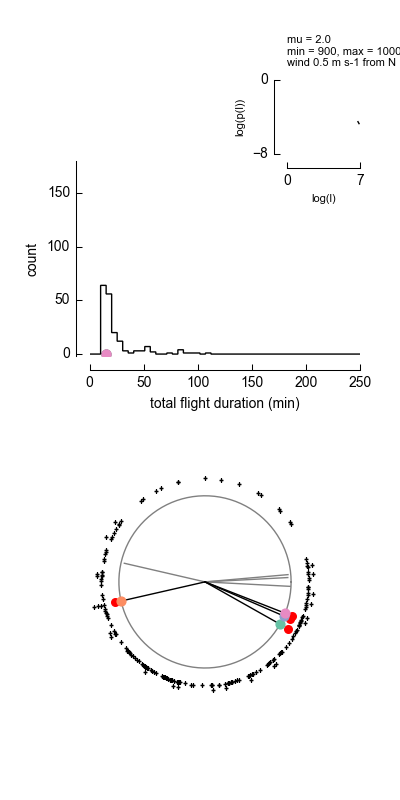 mu = 2.0
min = 900, max = 1000
wind 0.5 m s-1 from N
0
−8
log(p(l))
0 7
log(l)
150
100
50
0
count
0 50 100 150 200 250
total flight duration (min)